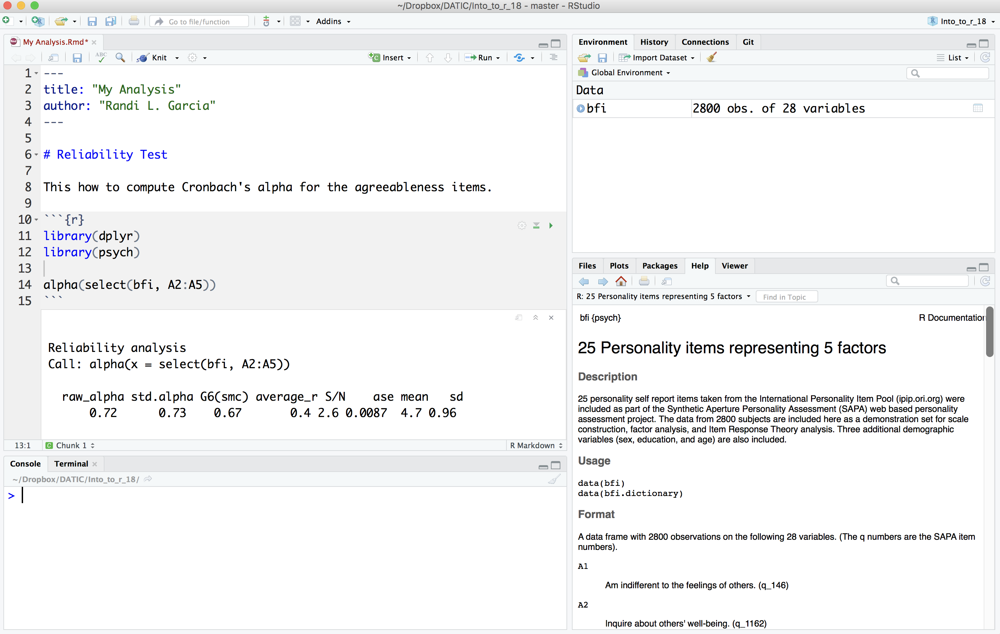 ~/Dropbox/DATIC/Into_to_r_18 - master - RStudio
Go to file/function
Addins
Into_to_r_18
My Analysis.Rmd*
ABC
Knit
Insert
Run
1 ---
2 title: "My Analysis"
3 author: "Randi L. Garcia"
4 ---
5
6 # Reliability Test
7
8 This how to compute Cronbach's alpha for the agreeableness items.
9
10 ```{r}
11 library(dplyr)
12 library(psych)
13
14 alpha(select(bfi, A2:A5))
15 ```
Reliability analysis
Call: alpha(x = select(bfi, A2:A5))
raw_alpha std.alpha G6(smc) average_r S/N ase mean sd
0.72 0.73 0.67 0.4 2.6 0.0087 4.7 0.96
13:1 C Chunk 1 R Markdown
Console Terminal
~/Dropbox/DATIC/Into_to_r_18/
>
Environment History Connections Git
Import Dataset List
Global Environment
Data
bfi 2800 obs. of 28 variables
Files Plots Packages Help Viewer
R: 25 Personality items representing 5 factors Find in Topic
bfi {psych} R Documentation
25 Personality items representing 5 factors
Description
25 personality self report items taken from the International Personality Item Pool (ipip.ori.org) were
included as part of the Synthetic Aperture Personality Assessment (SAPA) web based personality
assessment project. The data from 2800 subjects are included here as a demonstration set for scale
construction, factor analysis, and Item Response Theory analysis. Three additional demographic
variables (sex, education, and age) are also included.
Usage
data(bfi)
data(bfi.dictionary)
Format
A data frame with 2800 observations on the following 28 variables. (The q numbers are the SAPA item
numbers).
A1
Am indifferent to the feelings of others. (q_146)
A2
Inquire about others' well-being. (q_1162)